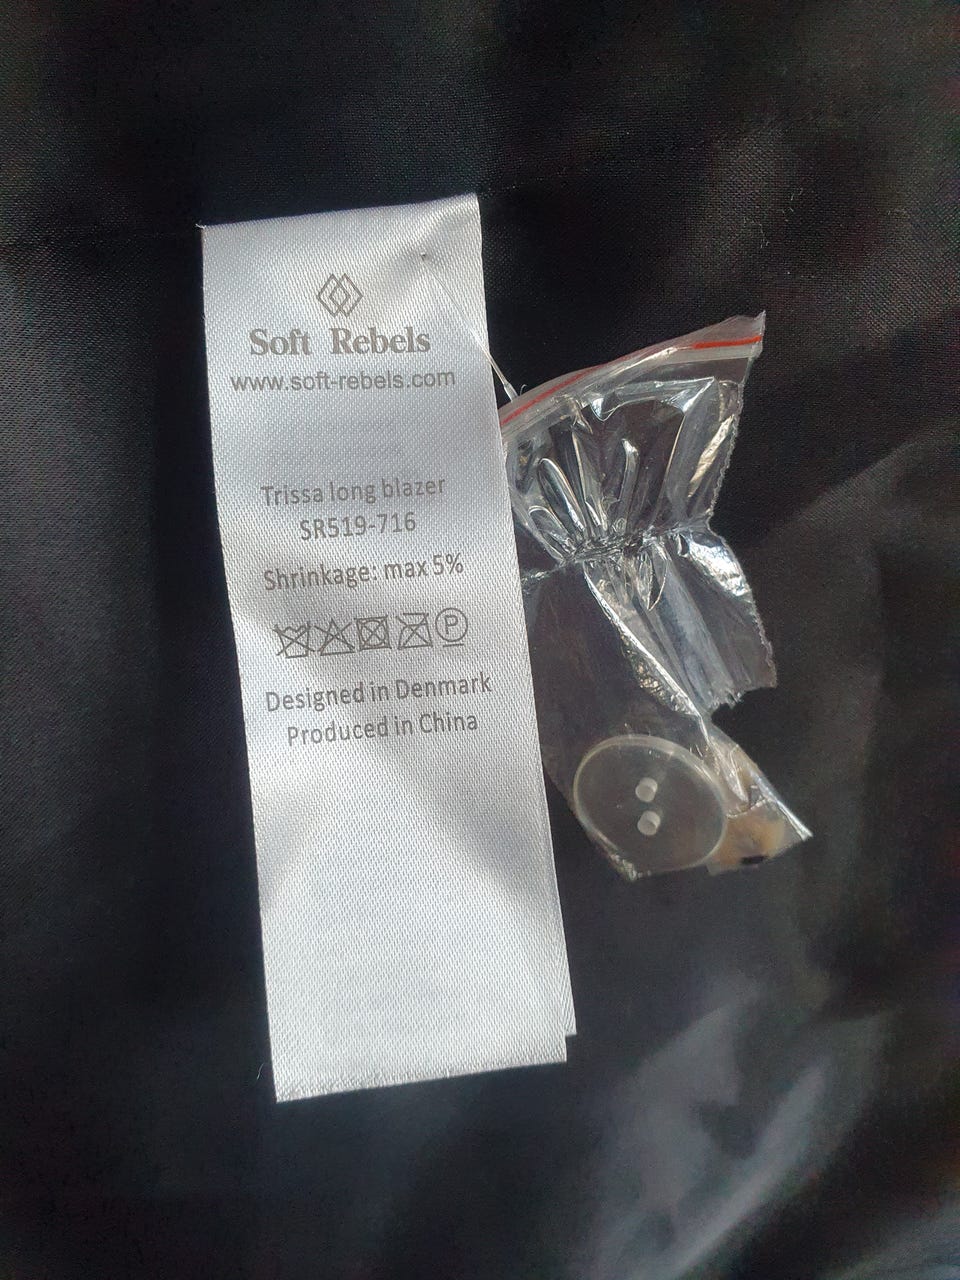 Soft Rebels
www.soft-rebels.com
Trissa long blazer
SR519-716
Shrinkage: max 5%
P
Designed in Denmark
Produced in China